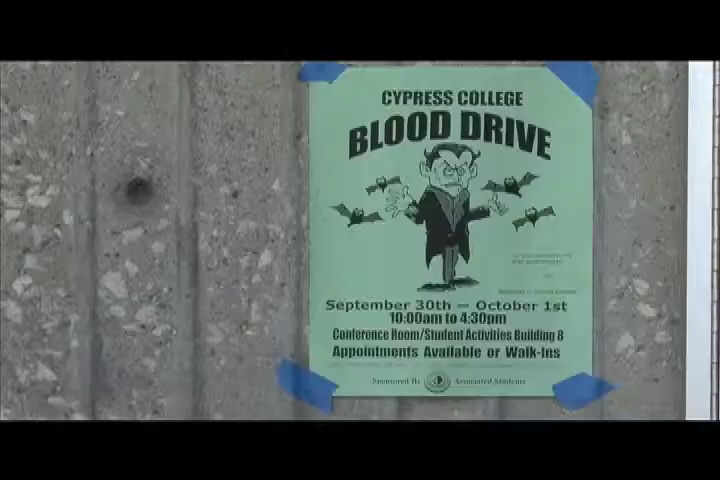 CYPRESS COLLEGE
BLOOD DRIVE
September 30th — October 1st
10:00am to 4:30pm
Conference Room/Student Activities Building 8
Appointments Available or Walk-Ins
Sponsored By Associated Students